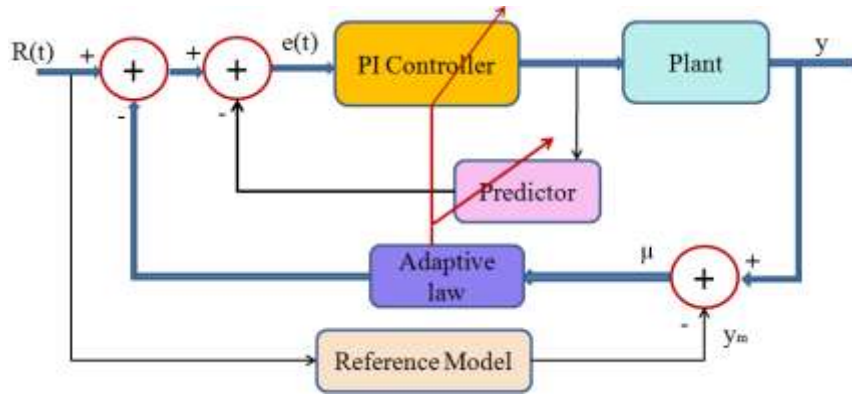 R(t)
+
+
-
+
+
-
e(t)
PI Controller
Plant
y
Predictor
Adaptive
law
μ
+
+
-
yₘ
Reference Model